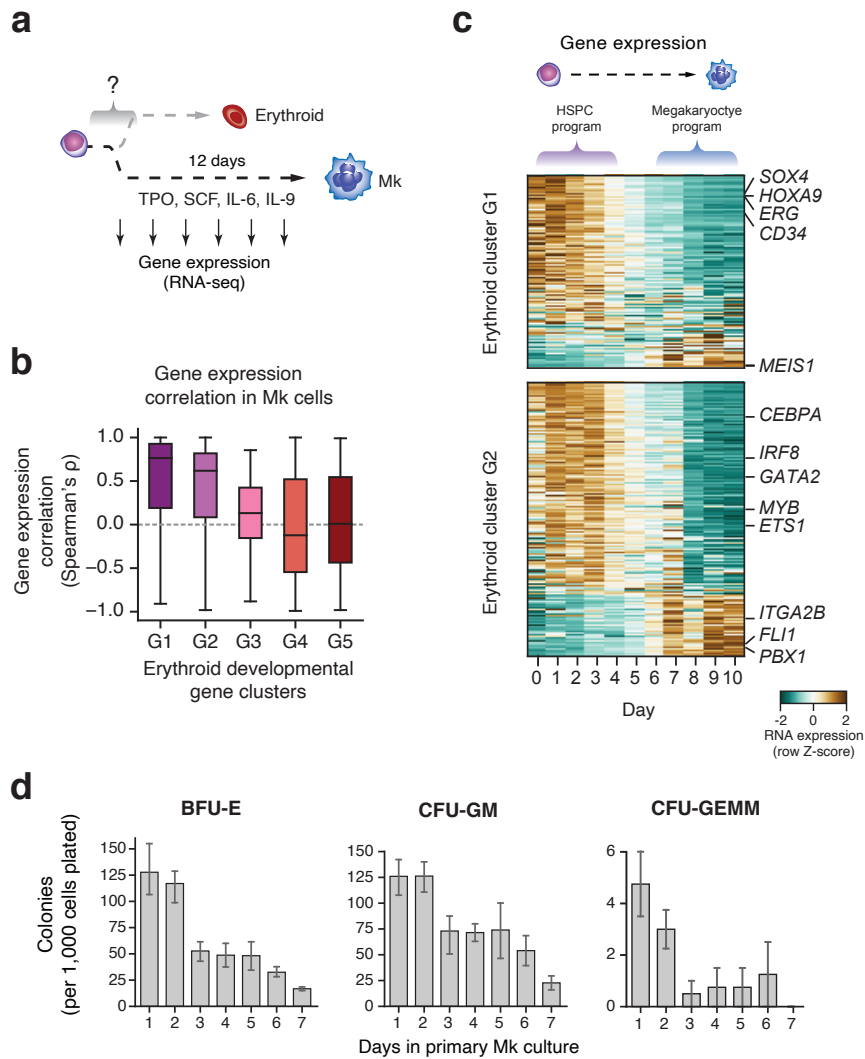 a
?
Erythroid
12 days
Mk
TPO, SCF, IL-6, IL-9
Gene expression
(RNA-seq)
b
Gene expression
correlation in Mk cells
Gene expression
correlation
(Spearman's ρ)
1.0
0.5
0.0
−0.5
−1.0
G1 G2 G3 G4 G5
Erythroid developmental
gene clusters
c
Gene expression
HSPC
program
Megakaryoctye
program
Erythroid cluster G1
SOX4
HOXA9
ERG
CD34
MEIS1
Erythroid cluster G2
CEBPA
IRF8
GATA2
MYB
ETS1
ITGA2B
FLI1
PBX1
0 1 2 3 4 5 6 7 8 9 10
Day
-2 0 2
RNA expression
(row Z-score)
d
Colonies
(per 1,000 cells plated)
BFU-E
150
125
100
75
50
25
0
1 2 3 4 5 6 7
CFU-GM
150
125
100
75
50
25
0
1 2 3 4 5 6 7
CFU-GEMM
6
4
2
0
1 2 3 4 5 6 7
Days in primary Mk culture